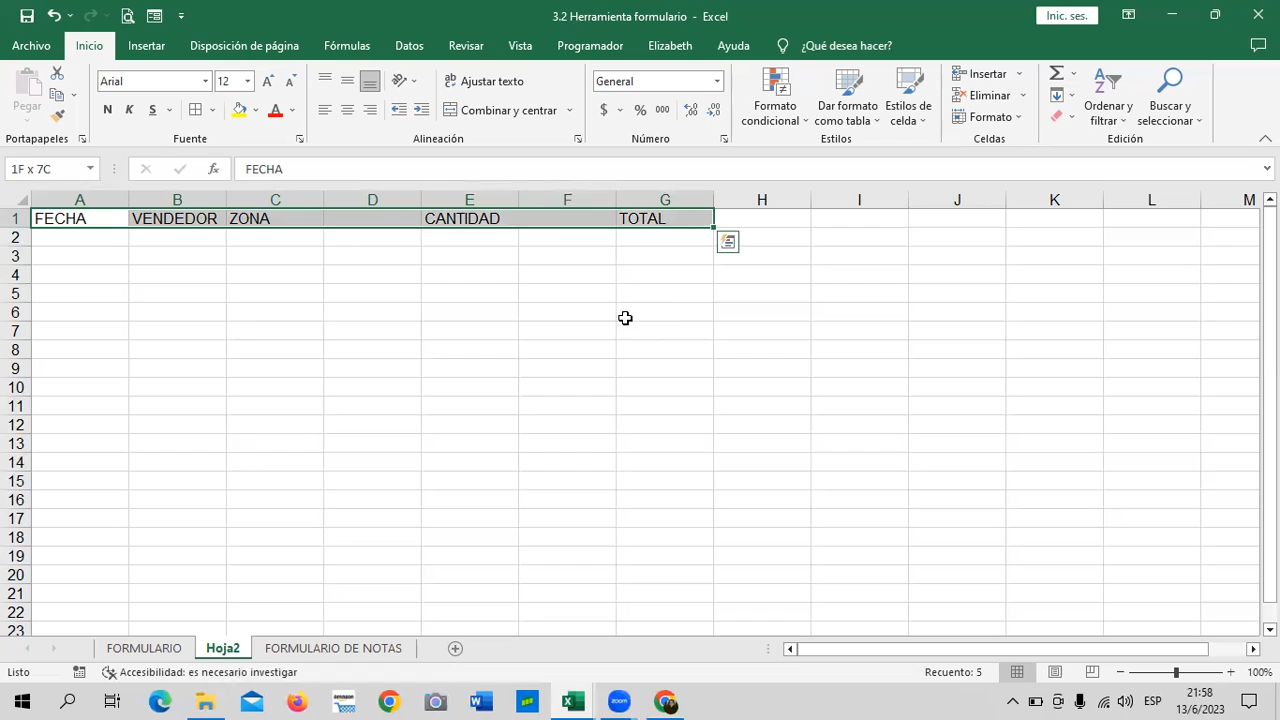 3.2 Herramienta formulario - Excel
Inic. ses.
Archivo Inicio Insertar Disposición de página Fórmulas Datos Revisar Vista Programador Elizabeth Ayuda ¿Qué desea hacer?
Pegar
Arial 12
N K S
Ajustar texto
Combinar y centrar
General
$ % 000
Formato condicional
Dar formato como tabla
Estilos de celda
Insertar
Eliminar
Formato
Ordenar y filtrar
Buscar y seleccionar
Portapapeles Fuente Alineación Número Estilos Celdas Edición
1F x 7C fx FECHA
A B C D E F G H I J K L M
1 FECHA VENDEDOR ZONA CANTIDAD TOTAL
2
3
4
5
6
7
8
9
10
11
12
13
14
15
16
17
18
19
20
21
22
23
FORMULARIO Hoja2 FORMULARIO DE NOTAS
Listo Accesibilidad: es necesario investigar Recuento: 5 100%
amazon zoom ESP 21:58
13/6/2023